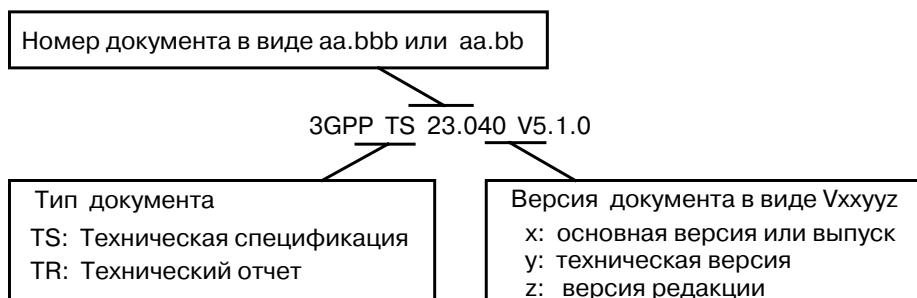 Номер документа в виде aa.bbb или aa.bb
3GPP TS 23.040 V5.1.0
Тип документа
TS: Техническая спецификация
TR: Технический отчет
Версия документа в виде Vxxyyz
x: основная версия или выпуск
y: техническая версия
z: версия редакции